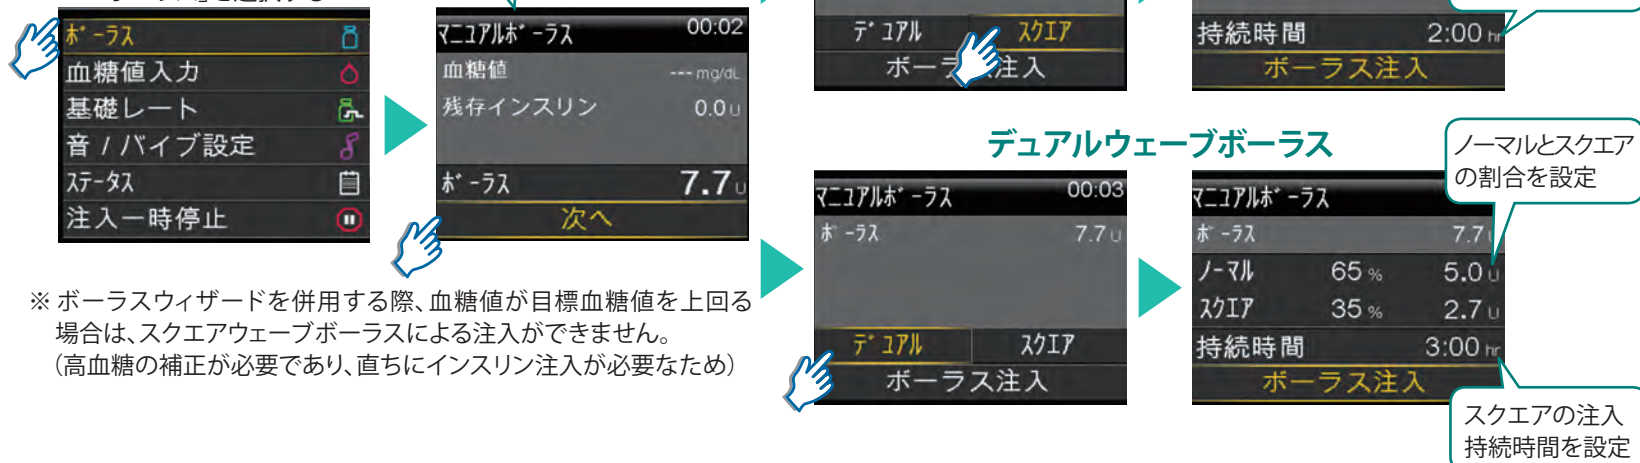 ボーラス
血糖値入力
基礎レート
音 / バイブ設定
ステータス
注入一時停止
マニュアルボーラス 00:02
血糖値 --- mg/dL
残存インスリン 0.0 U
ボーラス 7.7 U
次へ
デュアル スクエア
ボーラス注入
持続時間 2:00 hr
ボーラス注入
デュアルウェーブボーラス
マニュアルボーラス 00:03
ボーラス 7.7 U
デュアル スクエア
ボーラス注入
マニュアルボーラス
ボーラス 7.7
ノーマル 65 % 5.0 U
スクエア 35 % 2.7 U
持続時間 3:00 hr
ボーラス注入
ノーマルとスクエア
の割合を設定
スクエアの注入
持続時間を設定
※ ボーラスウィザードを併用する際、血糖値が目標血糖値を上回る
場合は、スクエアウェーブボーラスによる注入ができません。
(高血糖の補正が必要であり、直ちにインスリン注入が必要なため)